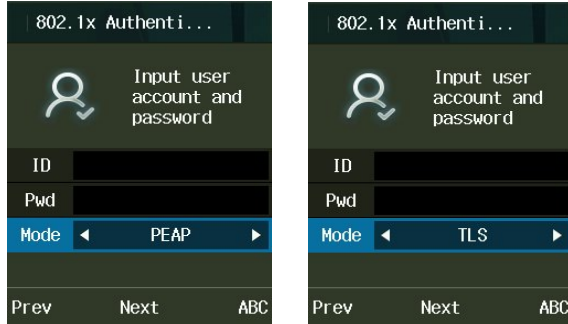 802.1x Authenti...
Input user
account and
password
ID
Pwd
Mode ◀ PEAP ▶
Prev Next ABC
802.1x Authenti...
Input user
account and
password
ID
Pwd
Mode ◀ TLS ▶
Prev Next ABC